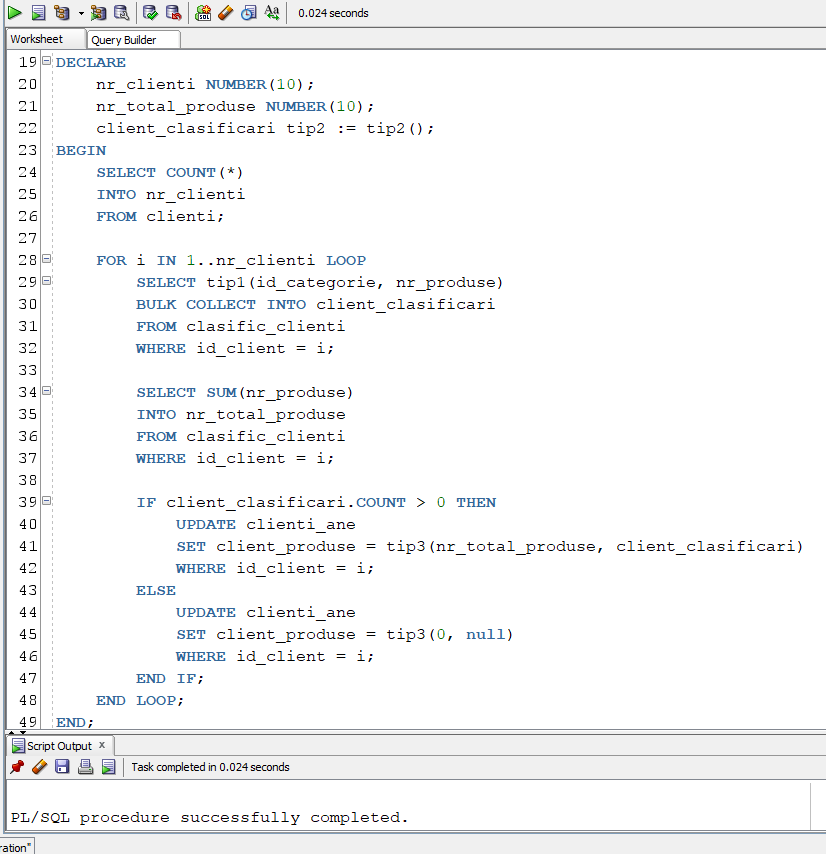 0.024 seconds
Worksheet Query Builder
19 DECLARE
20 nr_clienti NUMBER(10);
21 nr_total_produse NUMBER(10);
22 client_clasificari tip2 := tip2();
23 BEGIN
24 SELECT COUNT(*)
25 INTO nr_clienti
26 FROM clienti;
27
28 FOR i IN 1..nr_clienti LOOP
29 SELECT tip1(id_categorie, nr_produse)
30 BULK COLLECT INTO client_clasificari
31 FROM clasific_clienti
32 WHERE id_client = i;
33
34 SELECT SUM(nr_produse)
35 INTO nr_total_produse
36 FROM clasific_clienti
37 WHERE id_client = i;
38
39 IF client_clasificari.COUNT > 0 THEN
40 UPDATE clienti_ane
41 SET client_produse = tip3(nr_total_produse, client_clasificari)
42 WHERE id_client = i;
43 ELSE
44 UPDATE clienti_ane
45 SET client_produse = tip3(0, null)
46 WHERE id_client = i;
47 END IF;
48 END LOOP;
49 END;
Script Output x
Task completed in 0.024 seconds
PL/SQL procedure successfully completed.
ration"